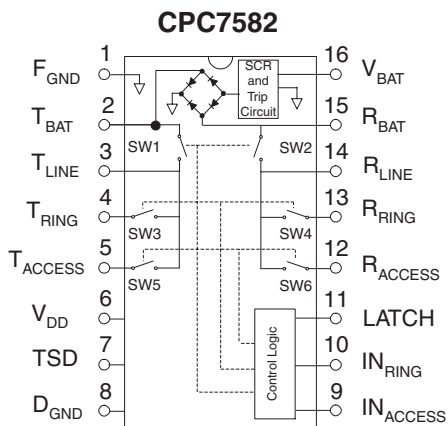 CPC7582
1
F_GND
2
T_BAT
3
T_LINE
4
T_RING
5
T_ACCESS
6
V_DD
7
TSD
8
D_GND
SCR
and
Trip
Circuit
SW1
SW2
SW3
SW4
SW5
SW6
Control Logic
16
V_BAT
15
R_BAT
14
R_LINE
13
R_RING
12
R_ACCESS
11
LATCH
10
IN_RING
9
IN_ACCESS